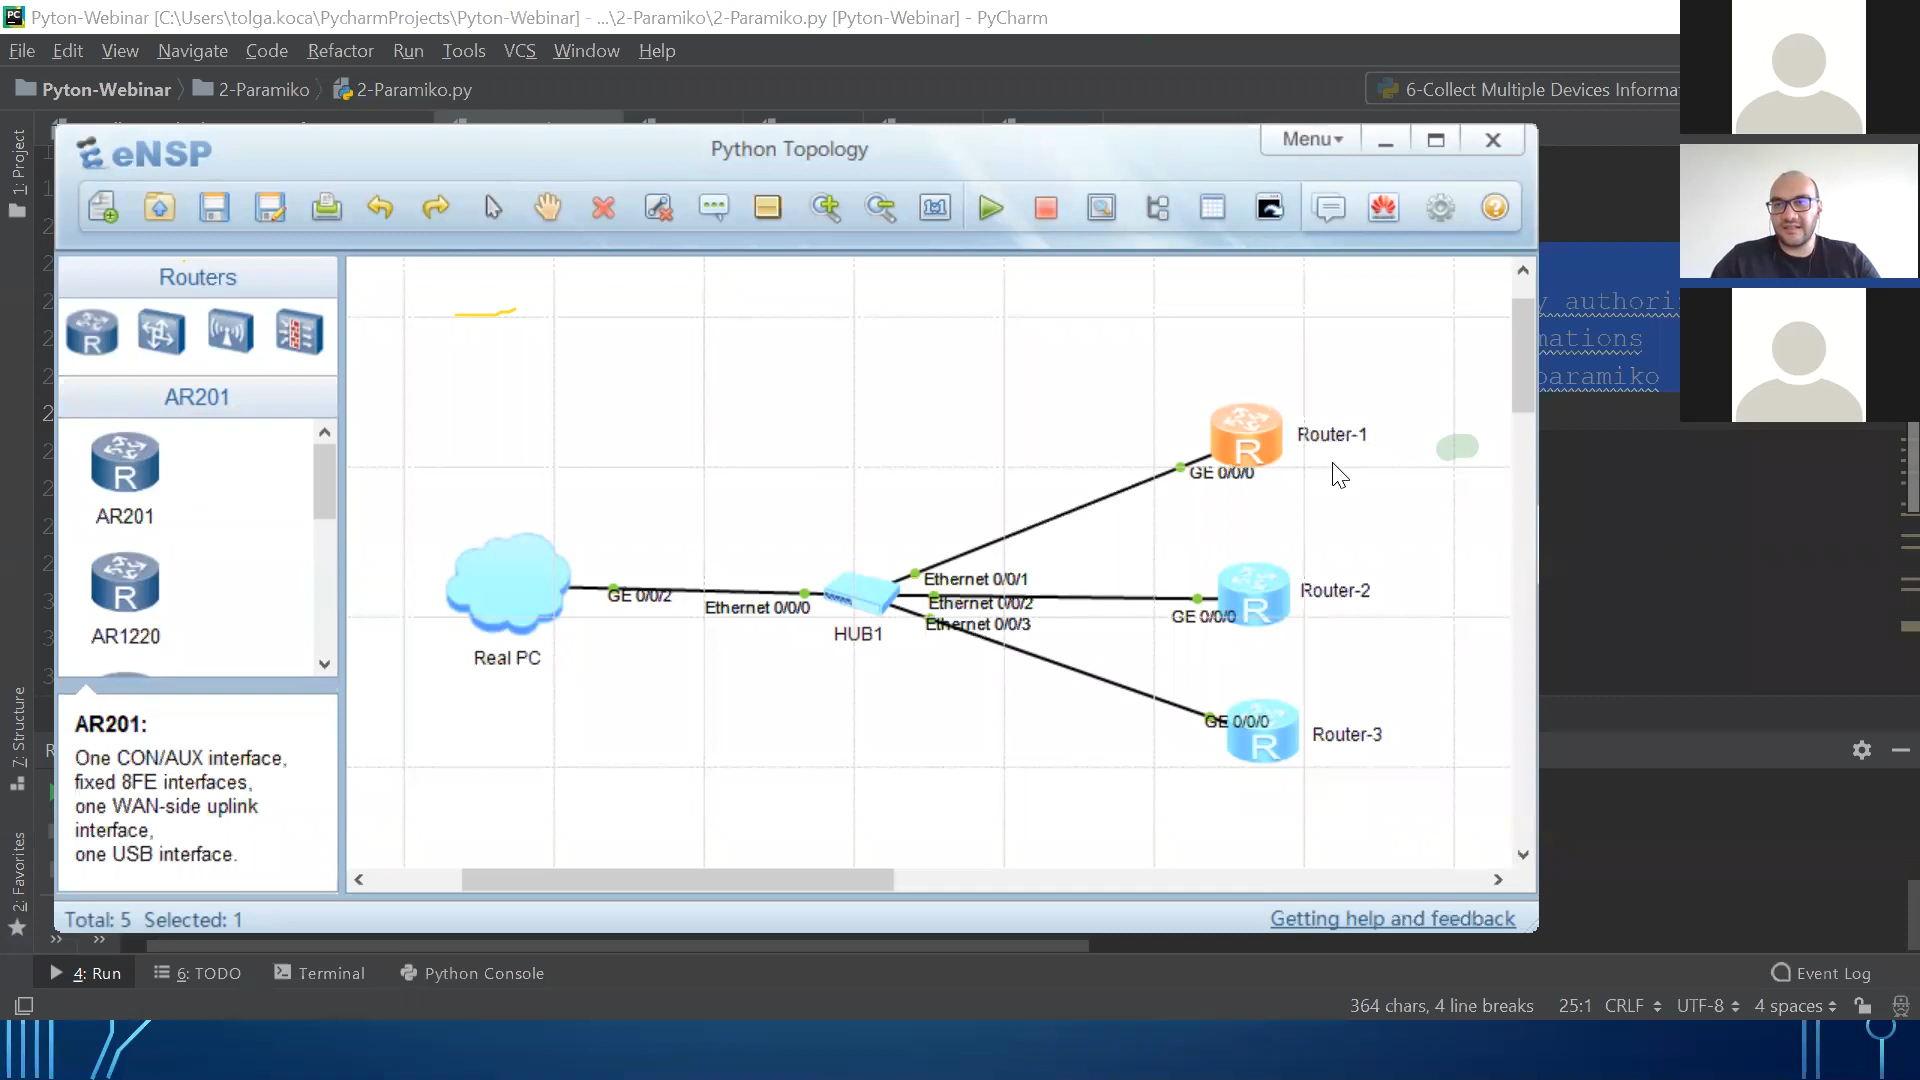 Pyton-Webinar [C:\Users\tolga.koca\PycharmProjects\Pyton-Webinar] - ...\2-Paramiko\2-Paramiko.py [Pyton-Webinar] - PyCharm
File Edit View Navigate Code Refactor Run Tools VCS Window Help
Pyton-Webinar 2-Paramiko 2-Paramiko.py
6-Collect Multiple Devices Informa
1: Project
7: Structure
2: Favorites
eNSP
Python Topology
Menu
Routers
AR201
AR201
AR1220
AR201:
One CON/AUX interface,
fixed 8FE interfaces,
one WAN-side uplink
interface,
one USB interface.
Router-1
GE 0/0/0
Ethernet 0/0/1
Ethernet 0/0/2
Ethernet 0/0/3
GE 0/0/2
Ethernet 0/0/0
HUB1
Real PC
Router-2
GE 0/0/0
Router-3
GE 0/0/0
Total: 5 Selected: 1
Getting help and feedback
y authori
mations
paramiko
4: Run 6: TODO Terminal Python Console
Event Log
364 chars, 4 line breaks 25:1 CRLF UTF-8 4 spaces